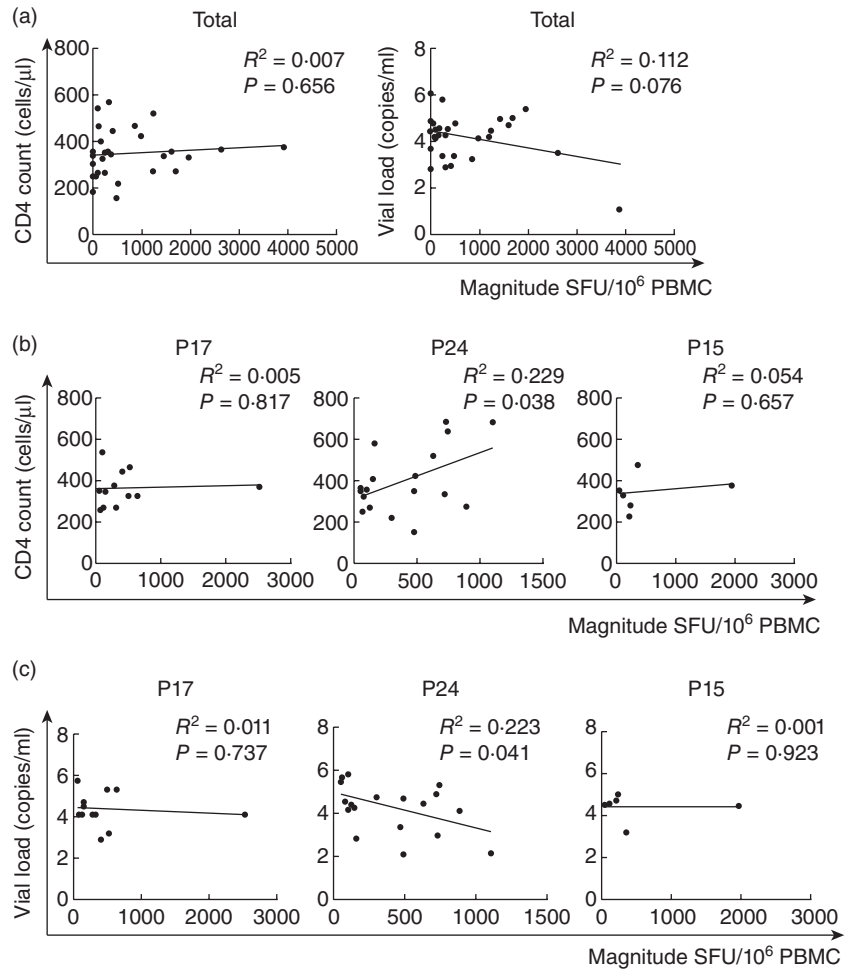 (a)
Total
CD4 count (cells/μl)
800
600
400
200
0
R² = 0·007
P = 0·656
0 1000 2000 3000 4000 5000
Total
Vial load (copies/ml)
8
6
4
2
0
R² = 0·112
P = 0·076
0 1000 2000 3000 4000 5000
Magnitude SFU/10⁶ PBMC
(b)
CD4 count (cells/μl)
P17
R² = 0·005
P = 0·817
800
600
400
200
0
0 1000 2000 3000
P24
R² = 0·229
P = 0·038
800
600
400
200
0
0 500 1000 1500
P15
R² = 0·054
P = 0·657
800
600
400
200
0
0 1000 2000 3000
Magnitude SFU/10⁶ PBMC
(c)
Vial load (copies/ml)
P17
R² = 0·011
P = 0·737
8
6
4
2
0
0 1000 2000 3000
P24
R² = 0·223
P = 0·041
8
6
4
2
0
0 500 1000 1500
P15
R² = 0·001
P = 0·923
8
6
4
2
0
0 1000 2000 3000
Magnitude SFU/10⁶ PBMC